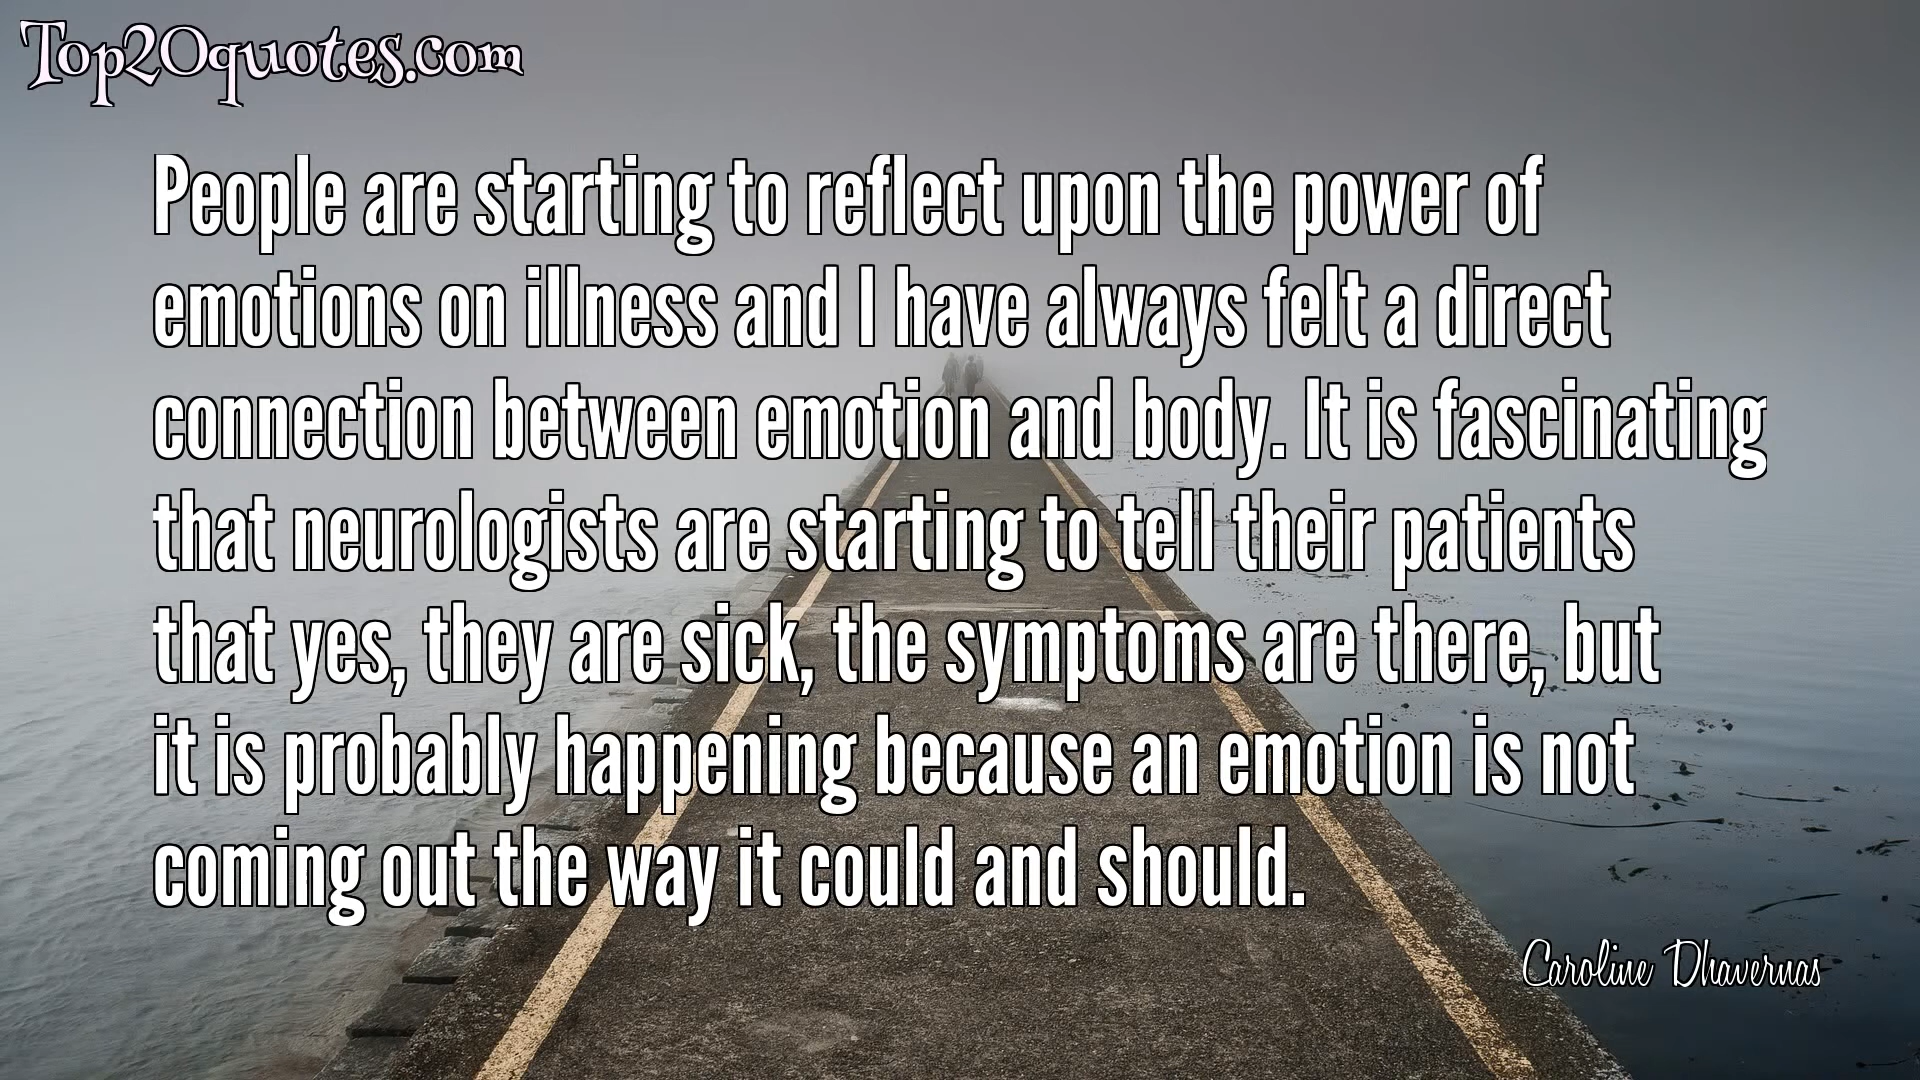 Top20quotes.com
People are starting to reflect upon the power of
emotions on illness and I have always felt a direct
connection between emotion and body. It is fascinating
that neurologists are starting to tell their patients
that yes, they are sick, the symptoms are there, but
it is probably happening because an emotion is not
coming out the way it could and should.
Caroline Dhavernas